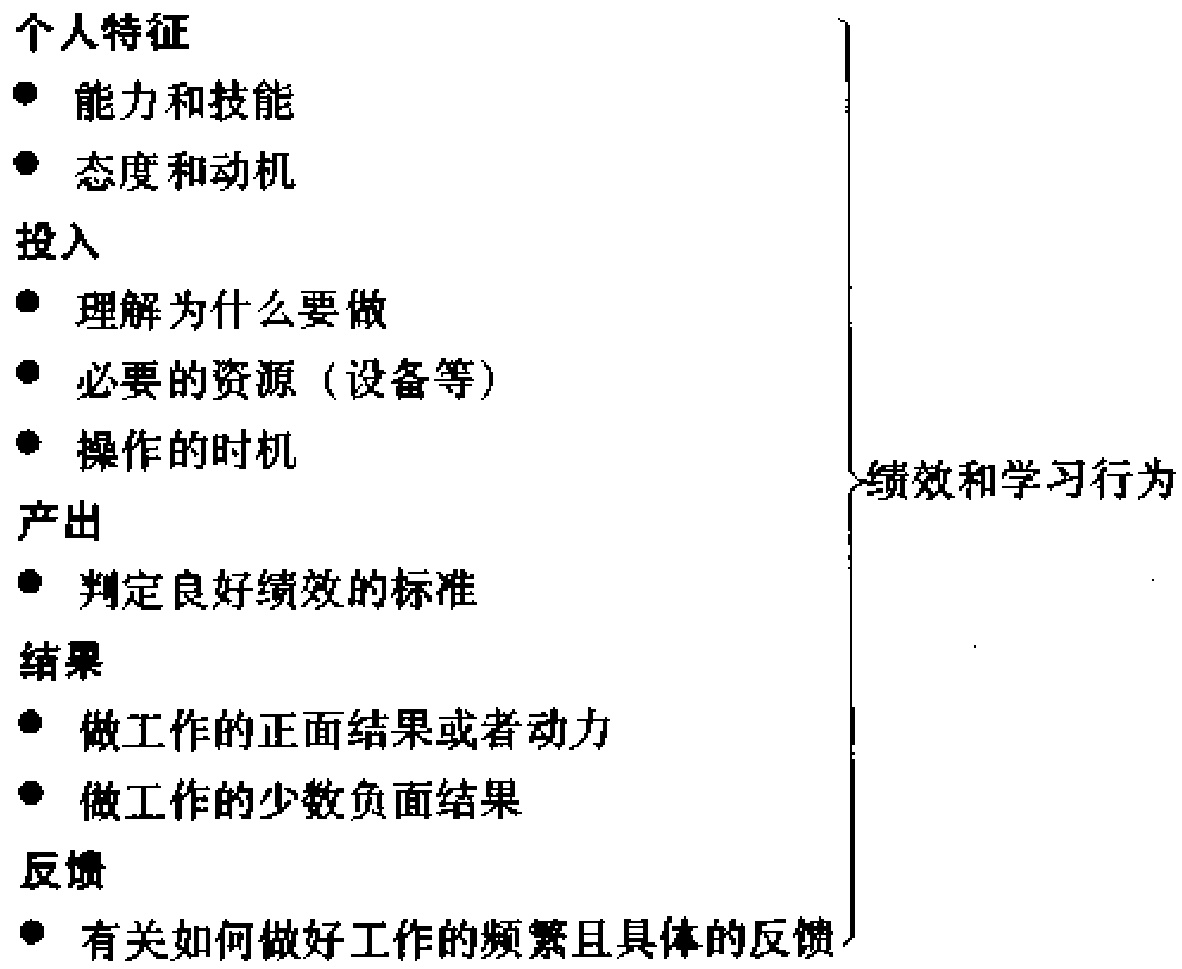 个人特征
● 能力和技能
● 态度和动机
投入
● 理解为什么要做
● 必要的资源（设备等）
● 操作的时机
产出
● 判定良好绩效的标准
结果
● 做工作的正面结果或者动力
● 做工作的少数负面结果
反馈
● 有关如何做好工作的频繁且具体的反馈
绩效和学习行为